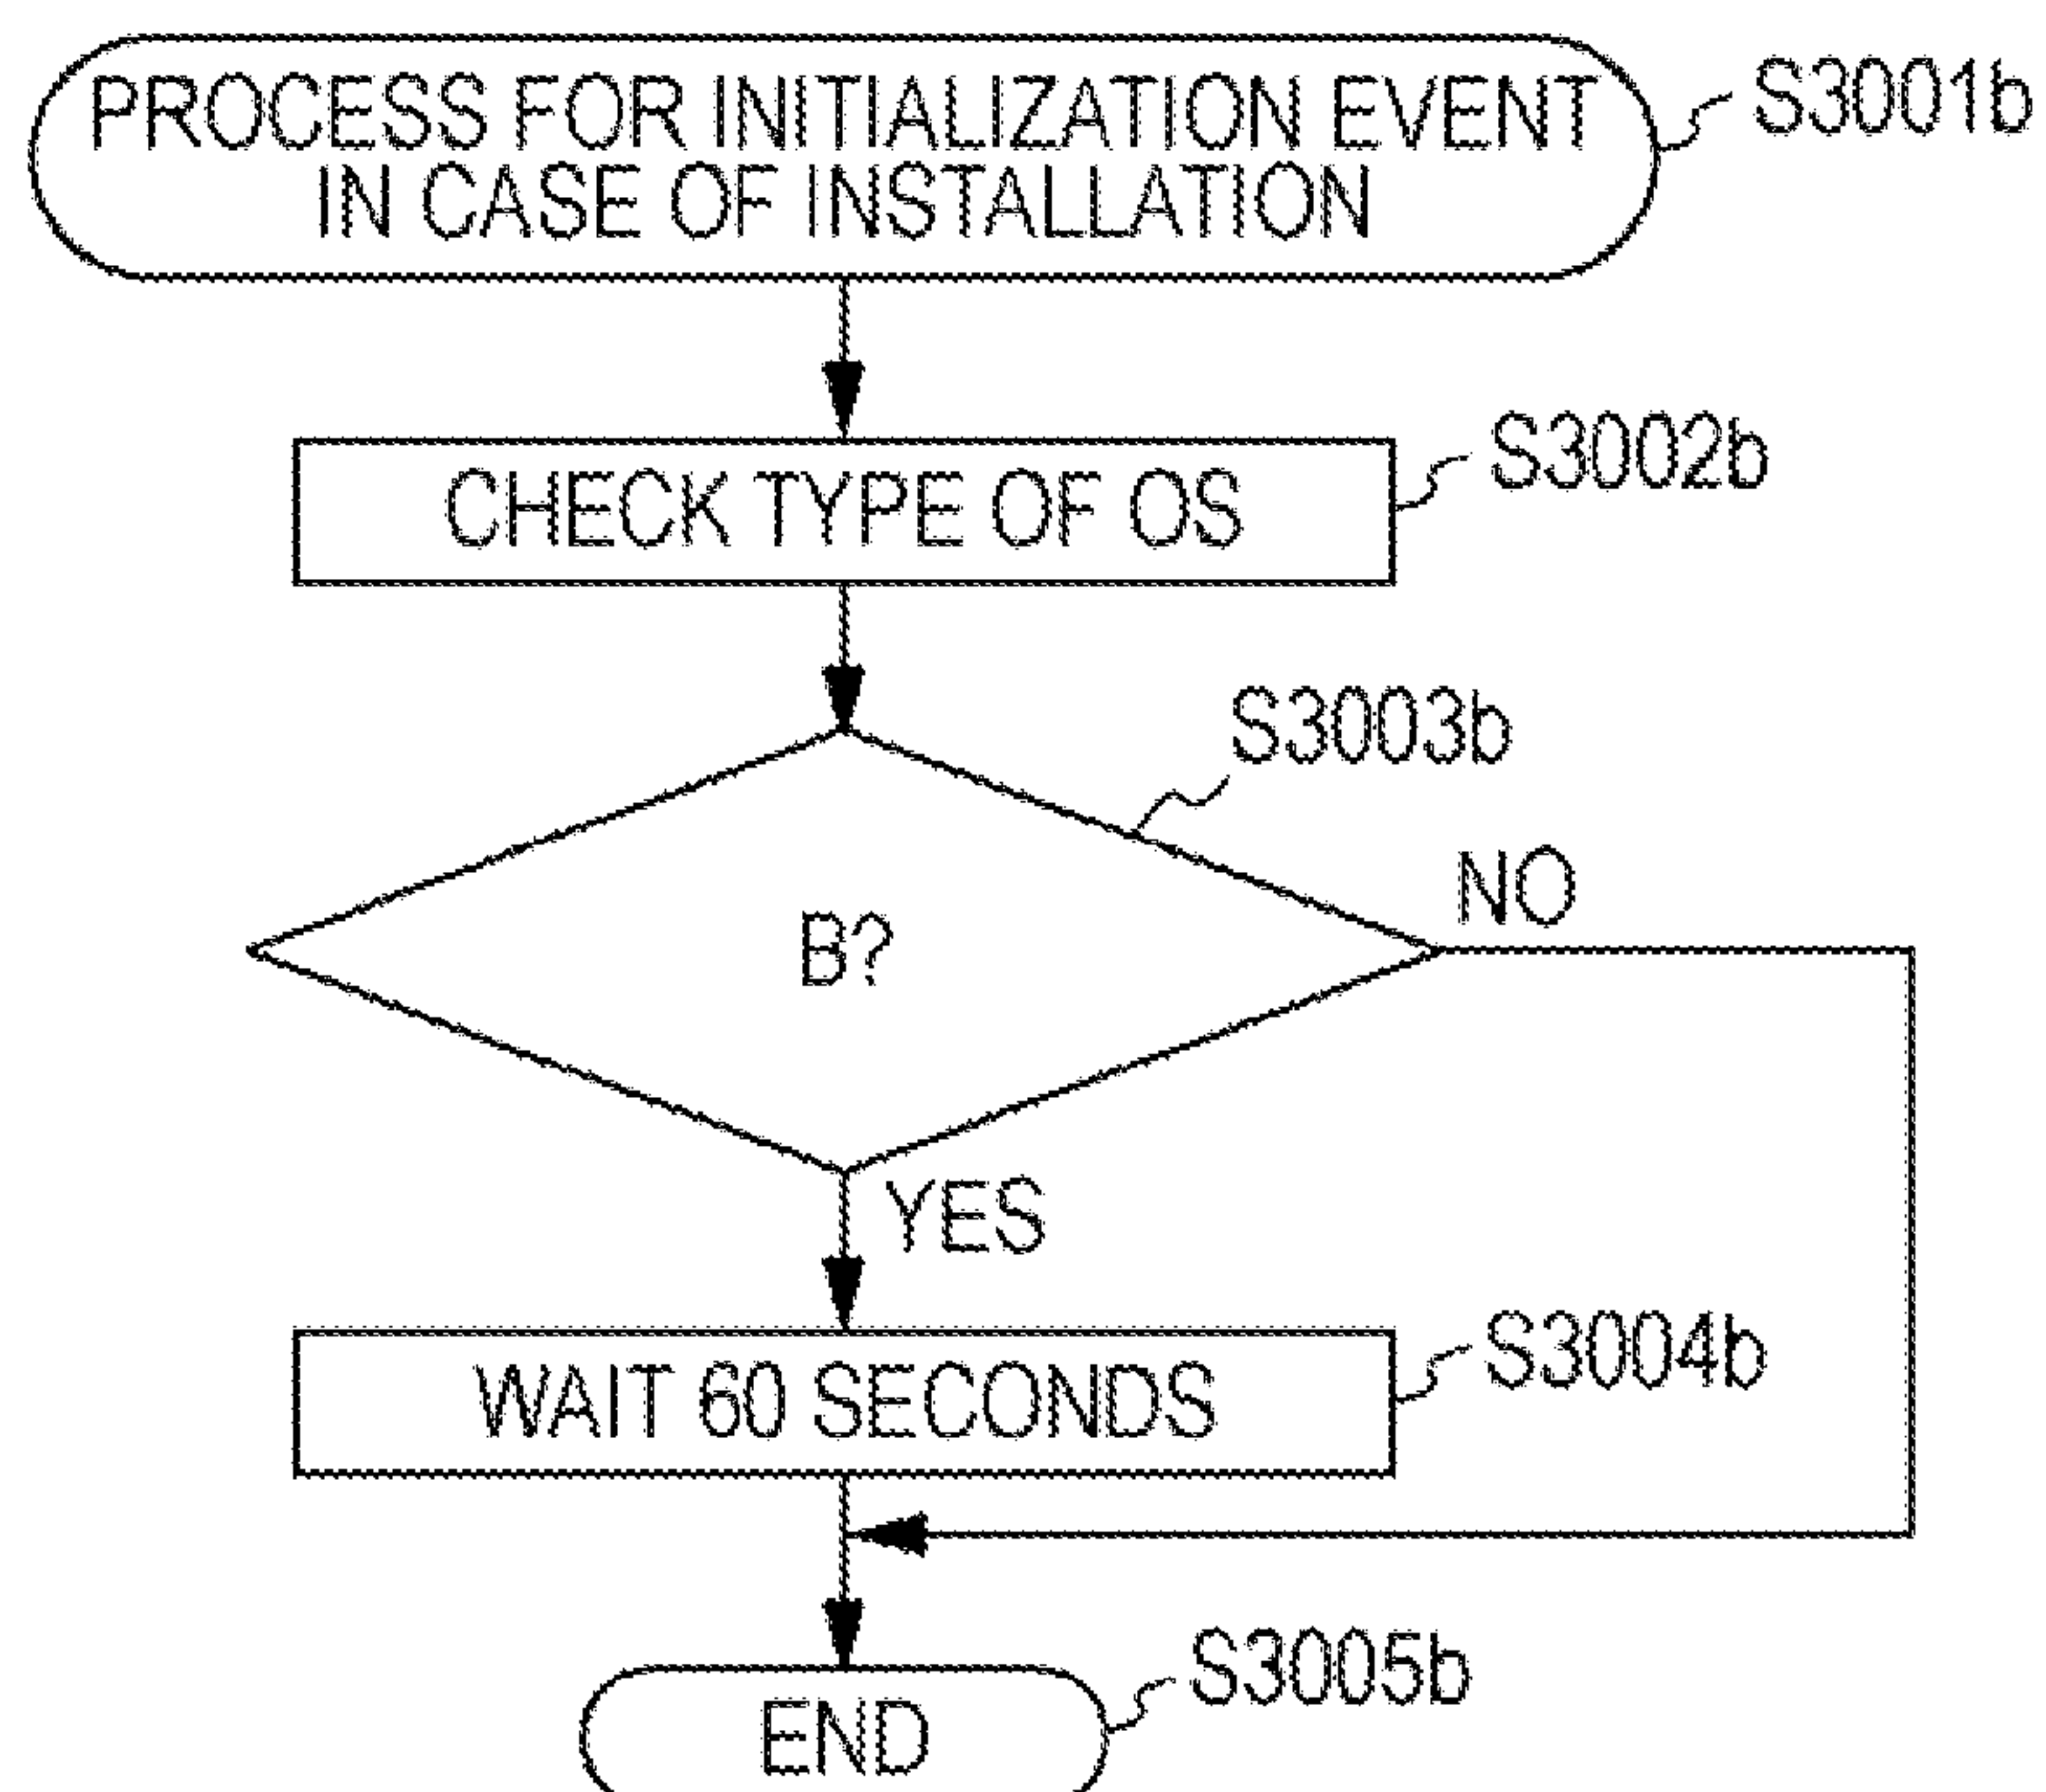 PROCESS FOR INITIALIZATION EVENT
IN CASE OF INSTALLATION
S3001b
CHECK TYPE OF OS
S3002b
S3003b
B?
NO
YES
WAIT 60 SECONDS
S3004b
END
S3005b